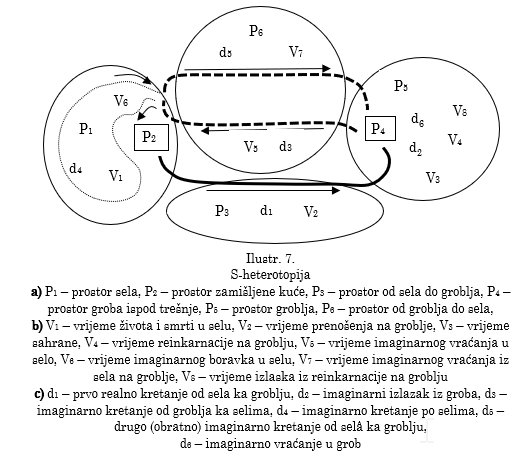 P₆
d₅ V₇
V₆
P₁
P₂
d₄
V₁
V₅ d₃
P₅
V₈
d₆
P₄
V₄
d₂
V₃
P₃ d₁ V₂
Ilustr. 7.
S-heterotopija
a) P₁ – prostor sela, P₂ – prostor zamišljene kuće, P₃ – prostor od sela do groblja, P₄ –
prostor groba ispod trešnje, P₅ – prostor groblja, P₆ – prostor od groblja do sela,
b) V₁ – vrijeme života i smrti u selu, V₂ – vrijeme prenošenja na groblje, V₃ – vrijeme
sahrane, V₄ – vrijeme reinkarnacije na groblju, V₅ – vrijeme imaginarnog vraćanja u
selo, V₆ – vrijeme imaginarnog boravka u selu, V₇ – vrijeme imaginarnog vraćanja iz
sela na groblje, V₈ – vrijeme izlaska iz reinkarnacije na groblju
c) d₁ – prvo realno kretanje od sela ka groblju, d₂ – imaginarni izlazak iz groba, d₃ –
imaginarno kretanje od groblja ka selima, d₄ – imaginarno kretanje po selima, d₅ –
drugo (obratno) imaginarno kretanje od selâ ka groblju,
d₆ – imaginarno vraćanje u grob